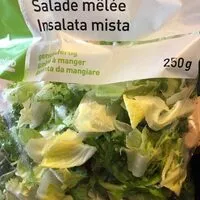 Salade mêlée
Insalata mista
250g
à manger
da mangiare